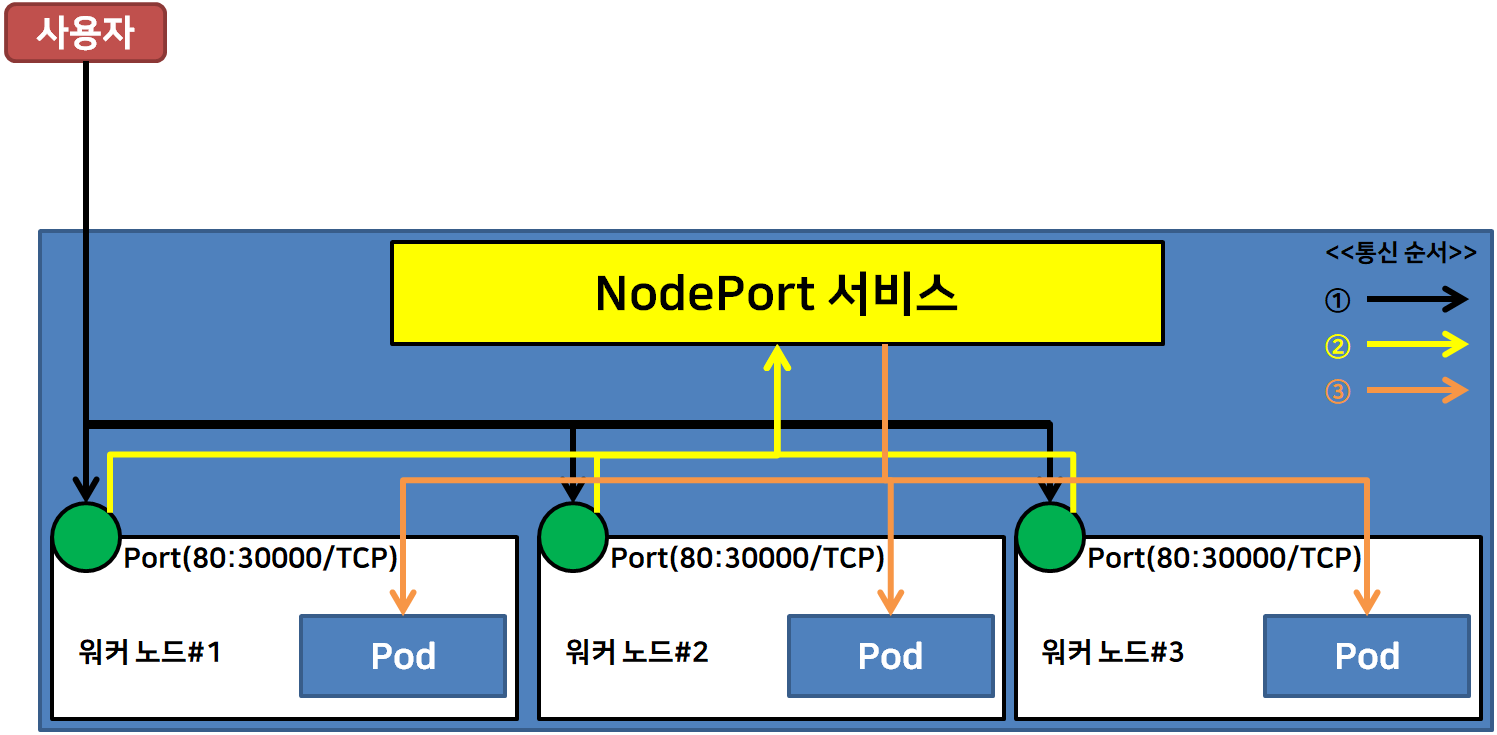 사용자
NodePort 서비스
<<통신 순서>>
①
②
③
Port(80:30000/TCP)
Port(80:30000/TCP)
Port(80:30000/TCP)
워커 노드#1
Pod
워커 노드#2
Pod
워커 노드#3
Pod